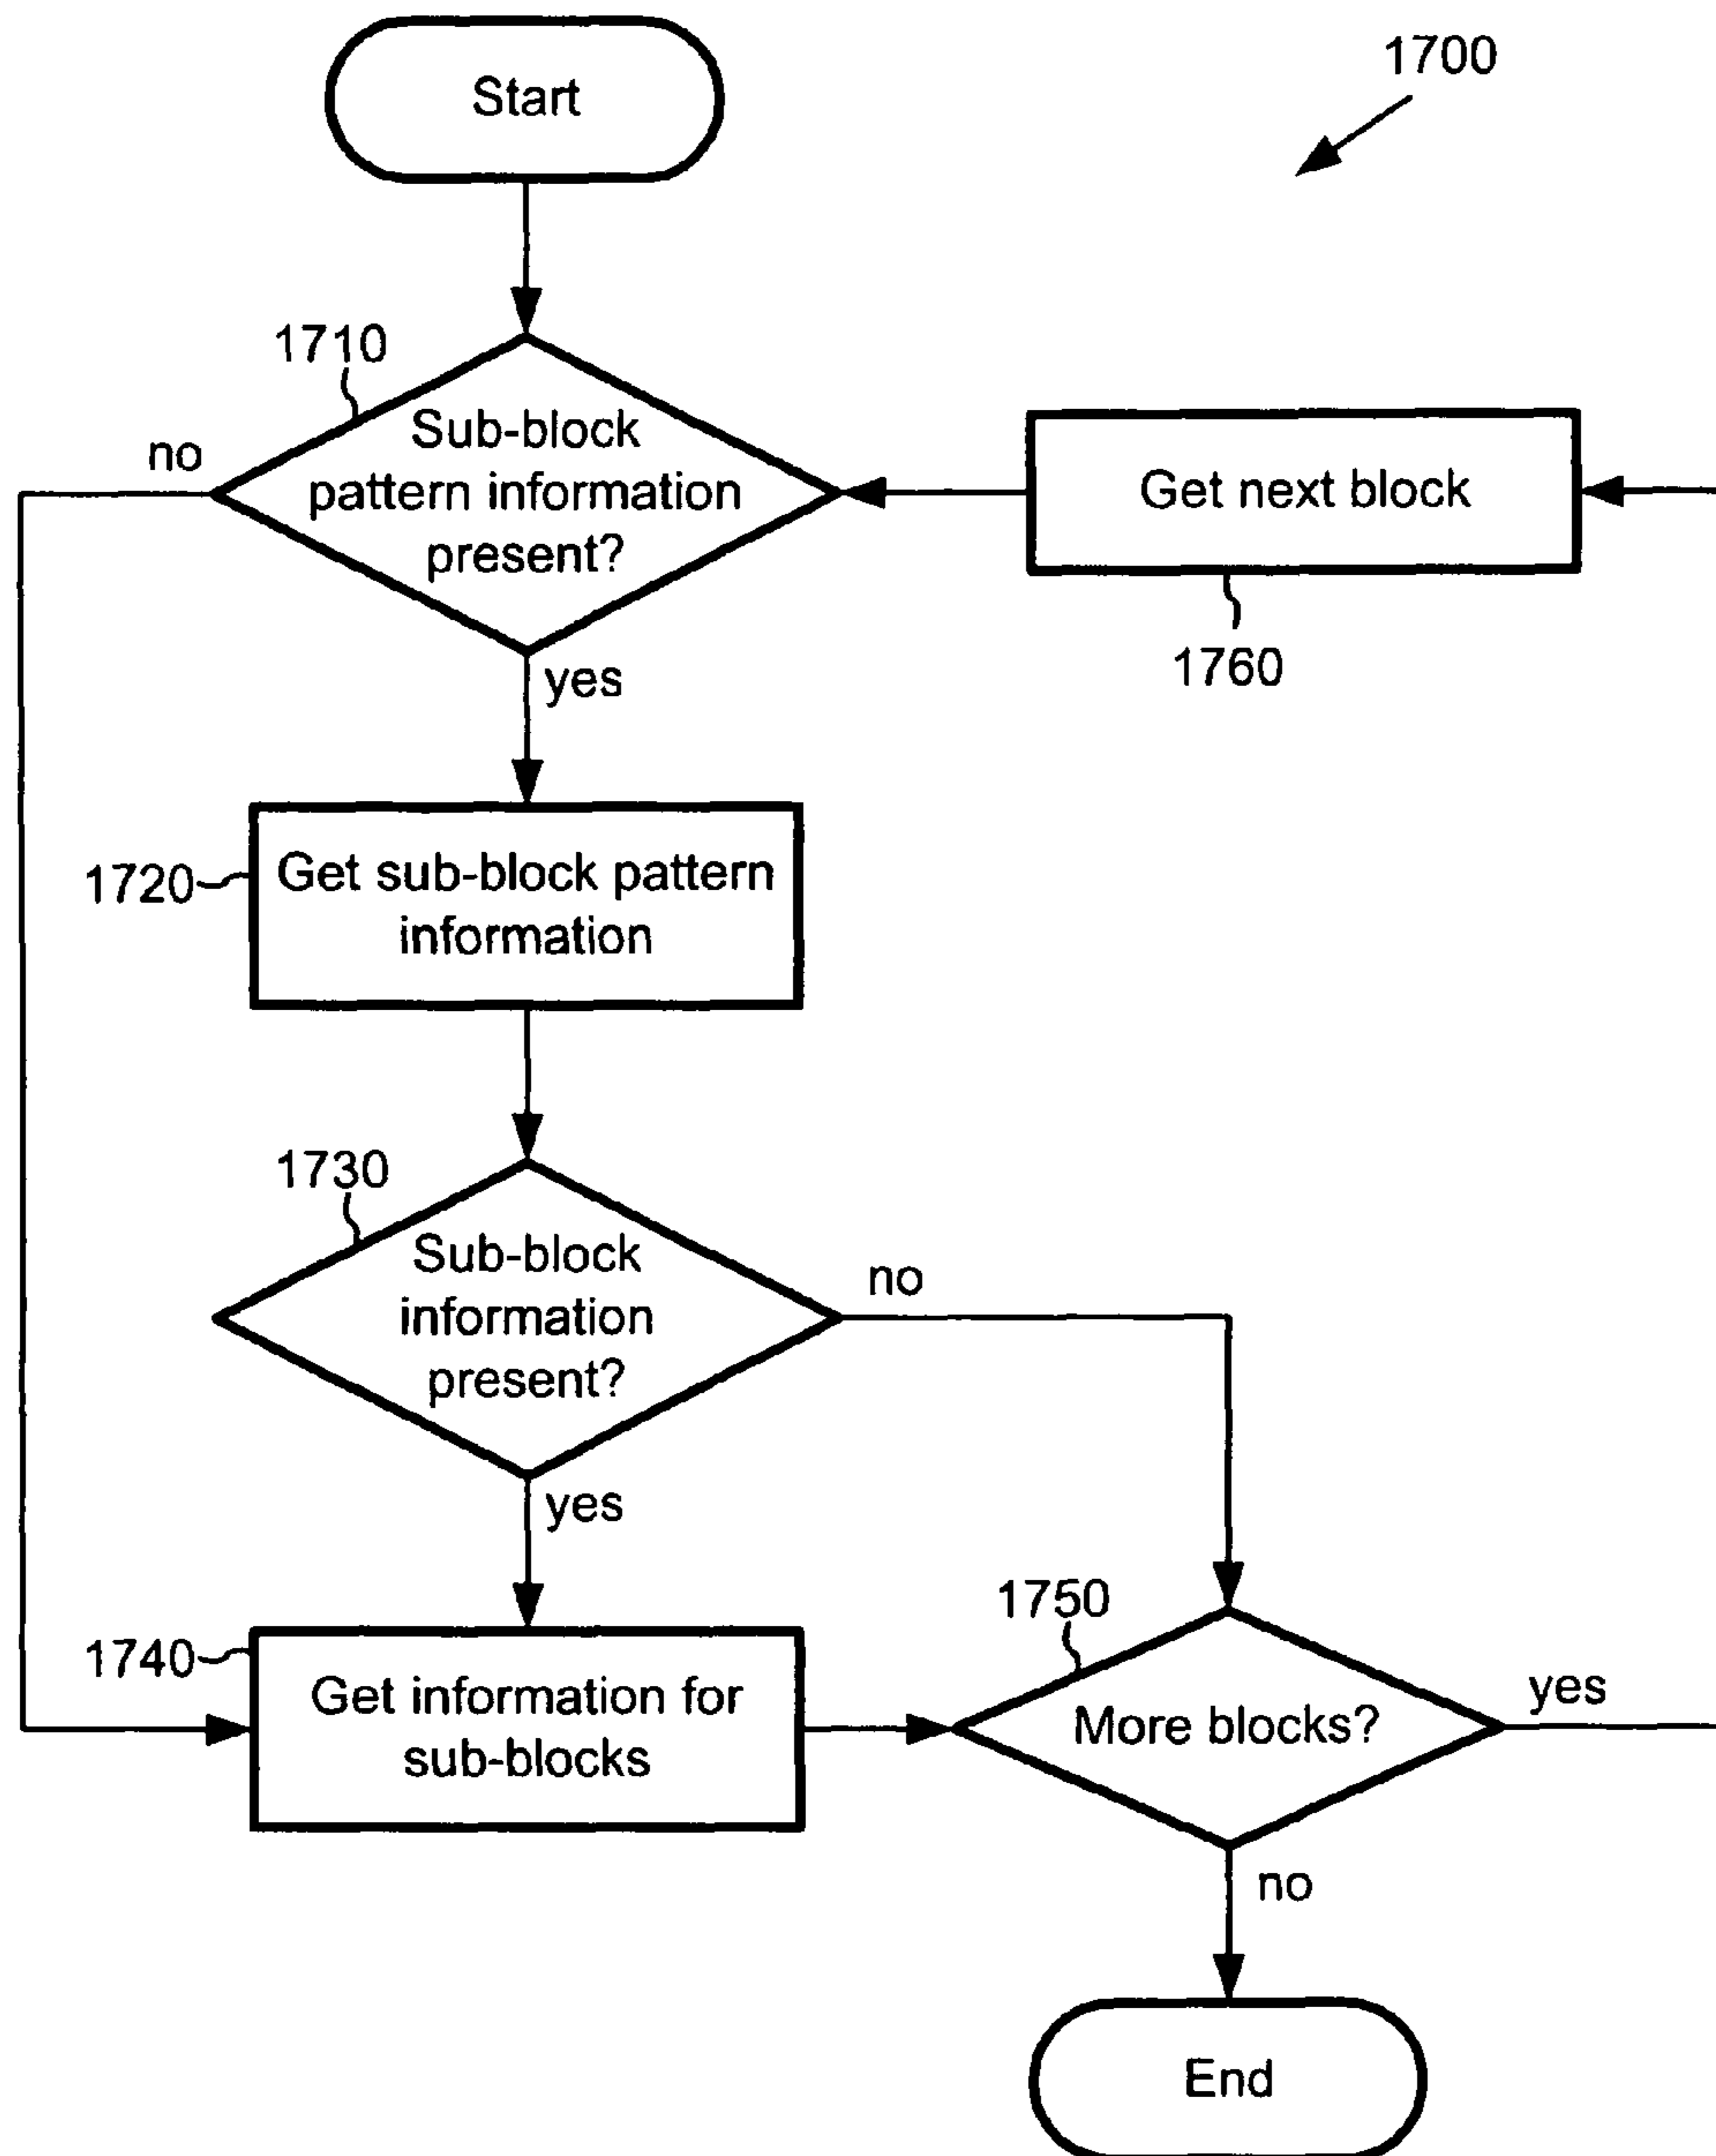 Start
1700
1710
Sub-block
pattern information
present?
no
yes
Get next block
1760
1720
Get sub-block pattern
information
1730
Sub-block
information
present?
no
yes
1740
Get information for
sub-blocks
1750
More blocks?
yes
no
End